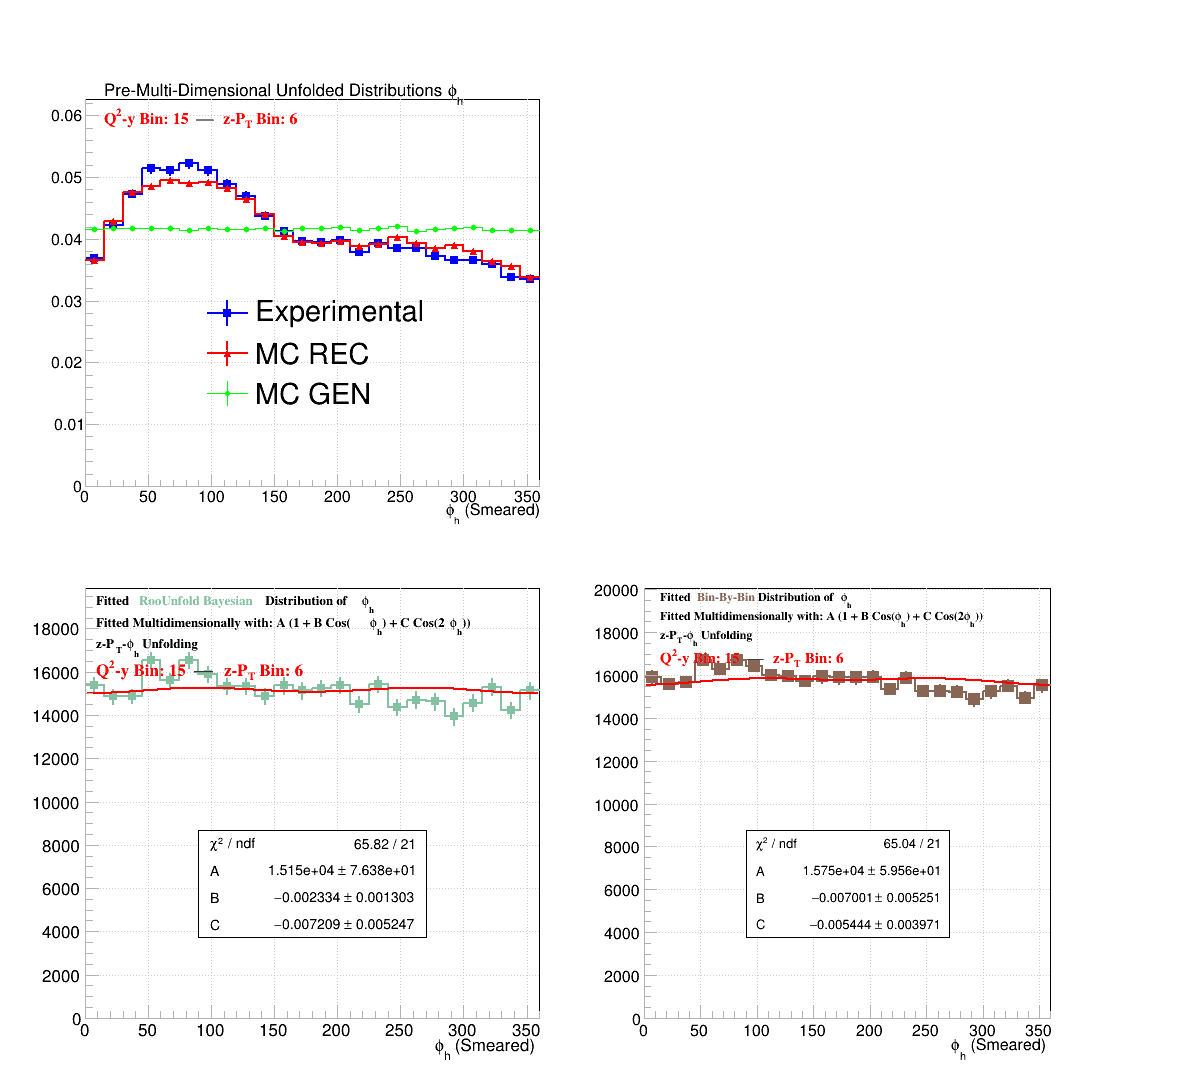 Pre-Multi-Dimensional Unfolded Distributions ϕh
Q2-y Bin: 15 — z-PT Bin: 6
0.06
0.05
0.04
0.03
0.02
0.01
0
Experimental
MC REC
MC GEN
0 50 100 150 200 250 300 350
ϕh (Smeared)
Fitted RooUnfold Bayesian Distribution of ϕh
Fitted Multidimensionally with: A (1 + B Cos( ϕh) + C Cos(2 ϕh))
z-PT-ϕh Unfolding
Q2-y Bin: 15 — z-PT Bin: 6
18000
16000
14000
12000
10000
8000
6000
4000
2000
0
χ2 / ndf 65.82 / 21
A 1.515e+04 ± 7.638e+01
B −0.002334 ± 0.001303
C −0.007209 ± 0.005247
0 50 100 150 200 250 300 350
ϕh (Smeared)
Fitted Bin-By-Bin Distribution of ϕh
Fitted Multidimensionally with: A (1 + B Cos(ϕh) + C Cos(2ϕh))
z-PT-ϕh Unfolding
Q2-y Bin: 15 — z-PT Bin: 6
20000
18000
16000
14000
12000
10000
8000
6000
4000
2000
0
χ2 / ndf 65.04 / 21
A 1.575e+04 ± 5.956e+01
B −0.007001 ± 0.005251
C −0.005444 ± 0.003971
0 50 100 150 200 250 300 350
ϕh (Smeared)